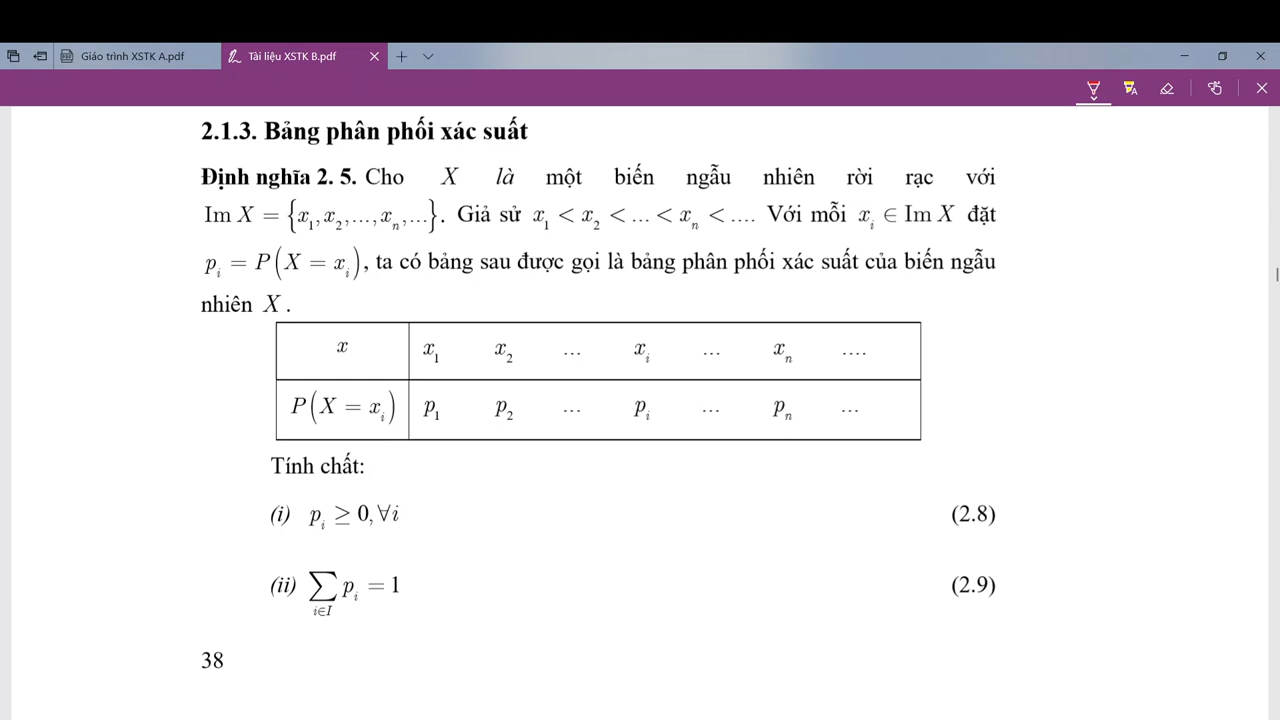 Giáo trình XSTK A.pdf
Tài liệu XSTK B.pdf
2.1.3. Bảng phân phối xác suất
Định nghĩa 2. 5. Cho X là một biến ngẫu nhiên rời rạc với
Im X = {x₁, x₂, ..., xₙ, ...}. Giả sử x₁ < x₂ < ... < xₙ < .... Với mỗi xᵢ ∈ Im X đặt
pᵢ = P(X = xᵢ), ta có bảng sau được gọi là bảng phân phối xác suất của biến ngẫu
nhiên X .
x x₁ x₂ ... xᵢ ... xₙ ....
P(X = xᵢ) p₁ p₂ ... pᵢ ... pₙ ...
Tính chất:
(i) pᵢ ≥ 0, ∀i (2.8)
(ii) ∑ pᵢ = 1 (2.9)
i∈I
38